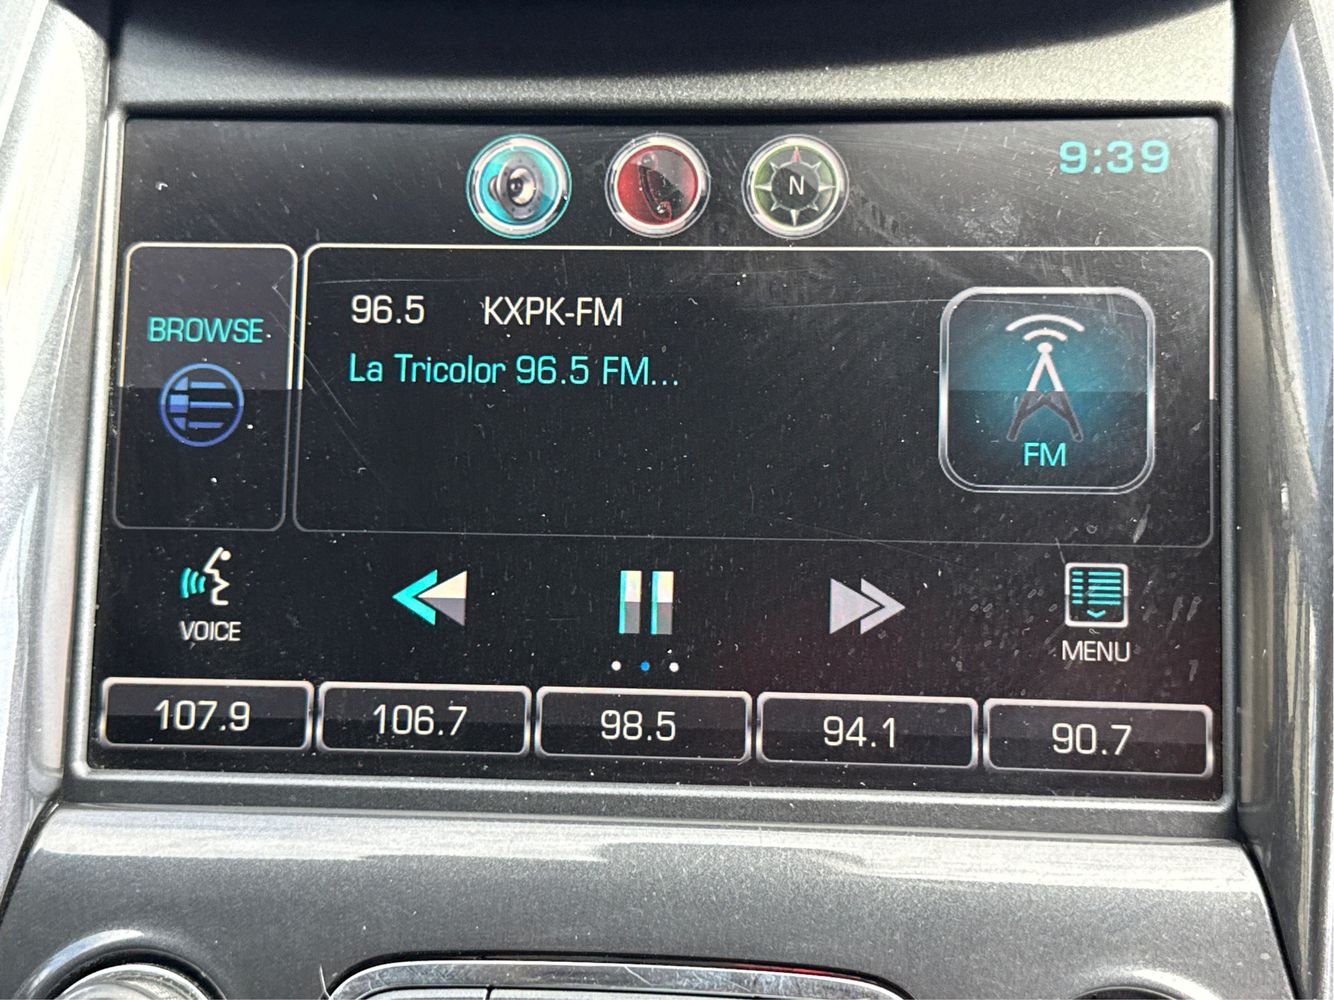 N
9:39
BROWSE
96.5 KXPK-FM
La Tricolor 96.5 FM...
FM
VOICE
MENU
107.9
106.7
98.5
94.1
90.7